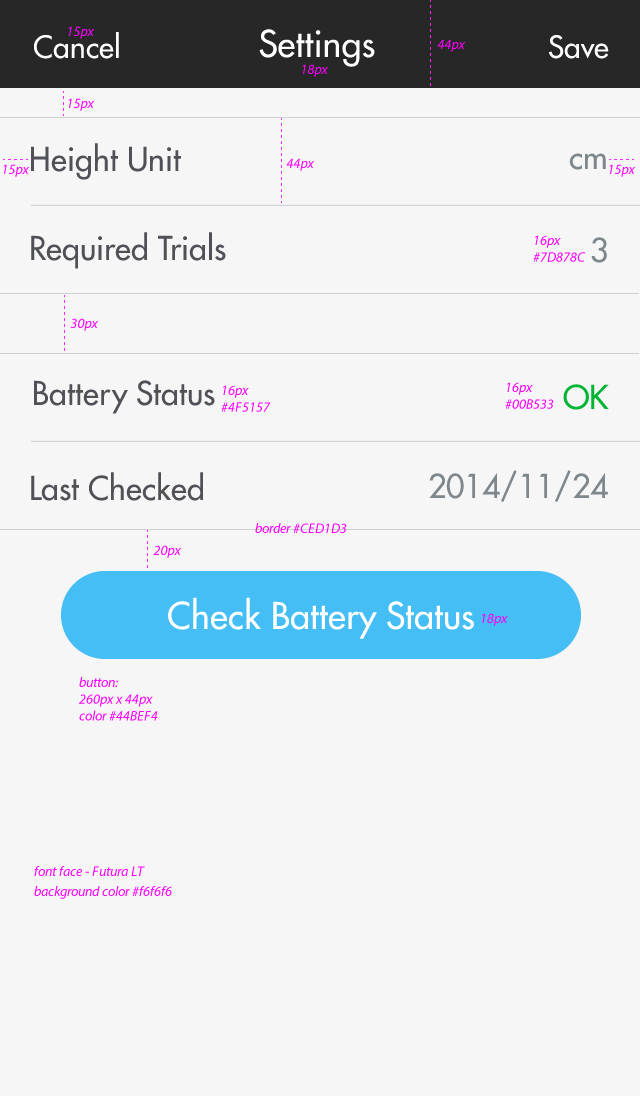 15px
Cancel
Settings
18px
44px
Save
15px
15px
Height Unit
44px
cm
15px
Required Trials
16px
#7D878C
3
30px
Battery Status
16px
#4F5157
16px
#00B533
OK
Last Checked
2014/11/24
border #CED1D3
20px
Check Battery Status
18px
button:
260px x 44px
color #44BEF4
font face - Futura LT
background color #f6f6f6